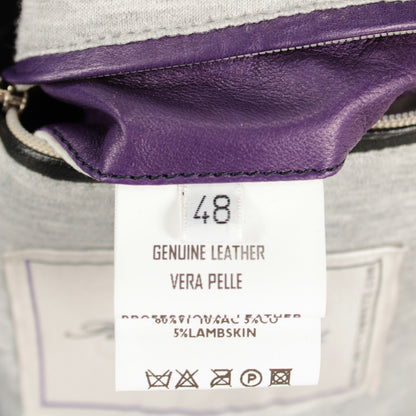 48
GENUINE LEATHER
VERA PELLE
5%LAMBSKIN